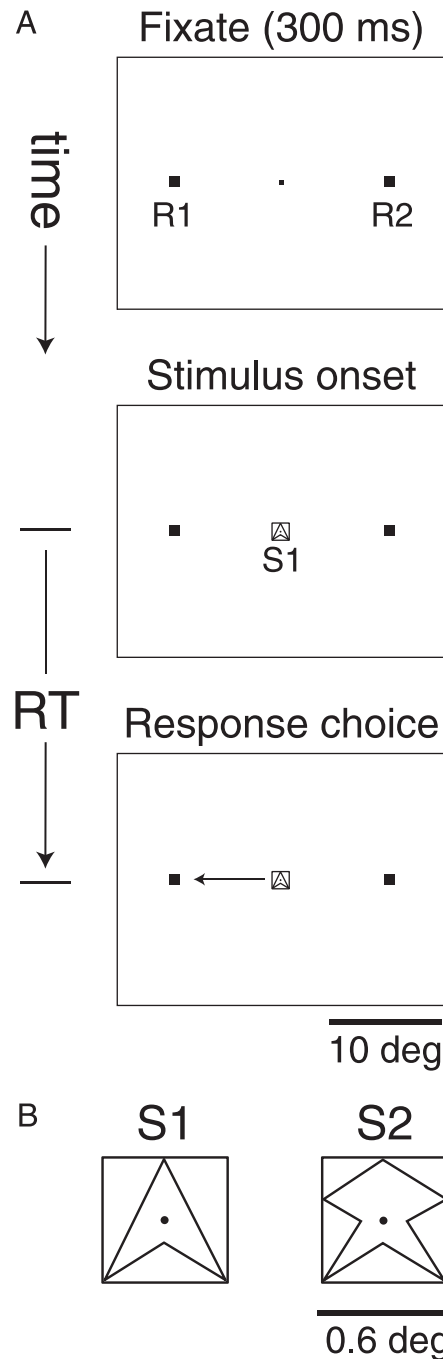 A
Fixate (300 ms)
time
R1 R2
Stimulus onset
S1
RT
Response choice
10 deg
B
S1 S2
0.6 deg